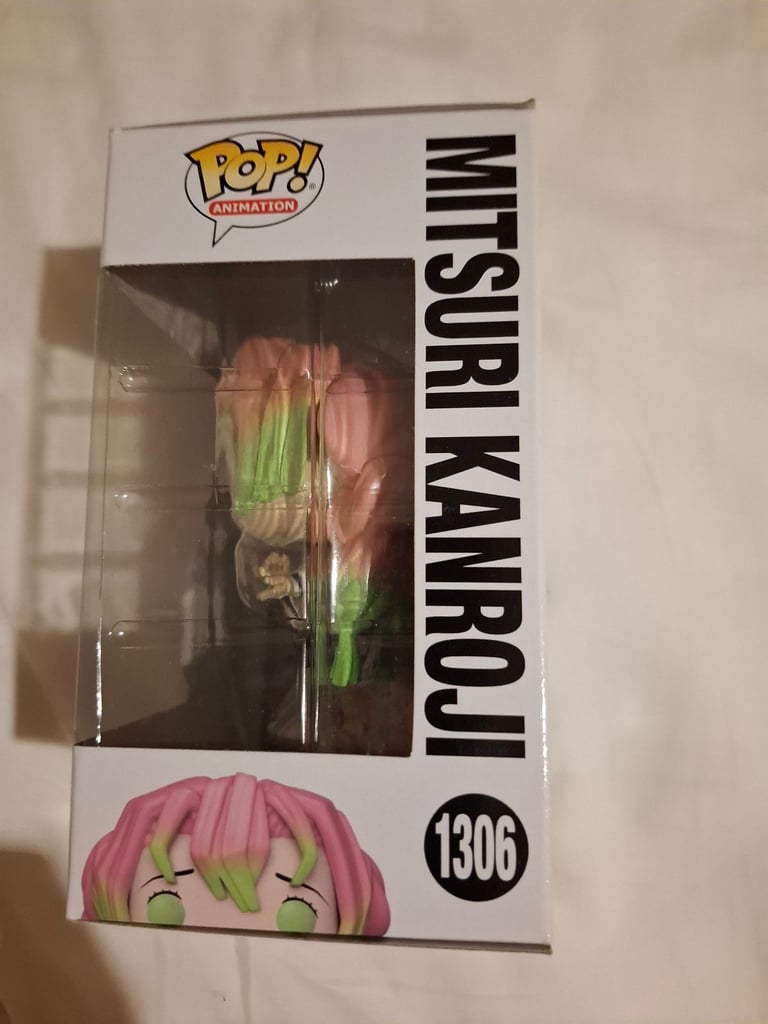 POP!
ANIMATION
MITSURI KANROJI
1306